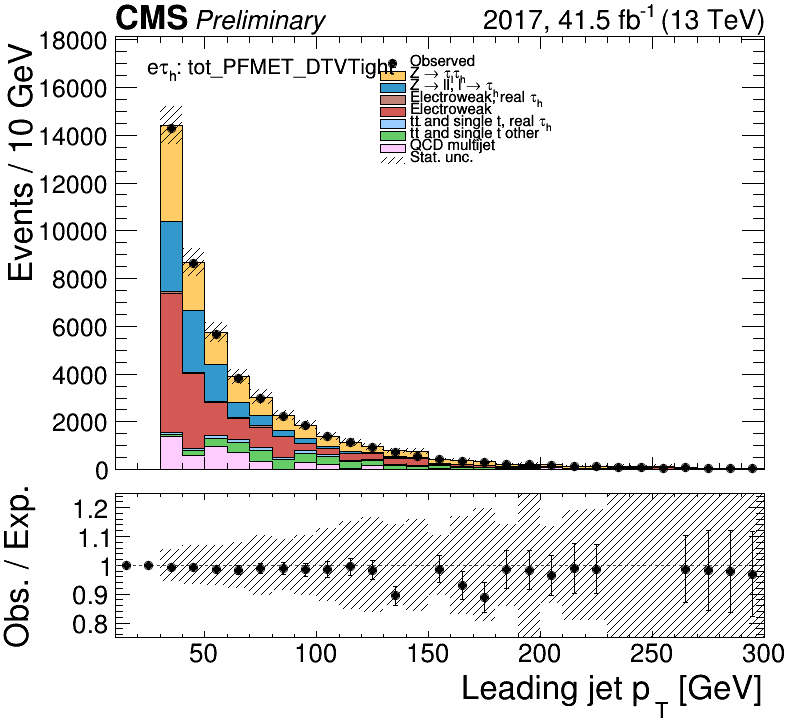 CMS Preliminary 2017, 41.5 fb⁻¹ (13 TeV)
18000
16000
14000
12000
10000
8000
6000
4000
2000
0
Events / 10 GeV
eτₕ: tot_PFMET_DTVTight
Observed
Z → ττₕ
Z → ll, l → τₕ
Electroweak, real τₕ
Electroweak
tt and single t, real τₕ
tt and single t other
QCD multijet
Stat. unc.
1.2
1.1
1
0.9
0.8
Obs. / Exp.
50 100 150 200 250 300
Leading jet p_T [GeV]